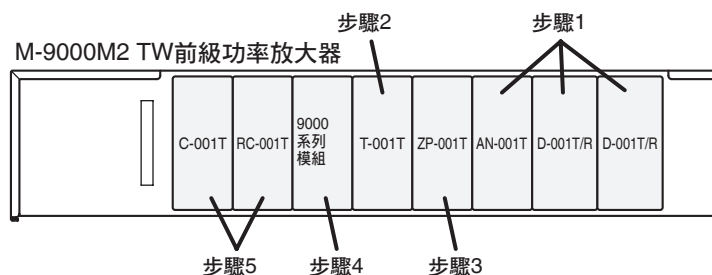 步驟2
步驟1
M-9000M2 TW前級功率放大器
C-001T
RC-001T
9000
系列
模組
T-001T
ZP-001T
AN-001T
D-001T/R
D-001T/R
步驟5
步驟4
步驟3